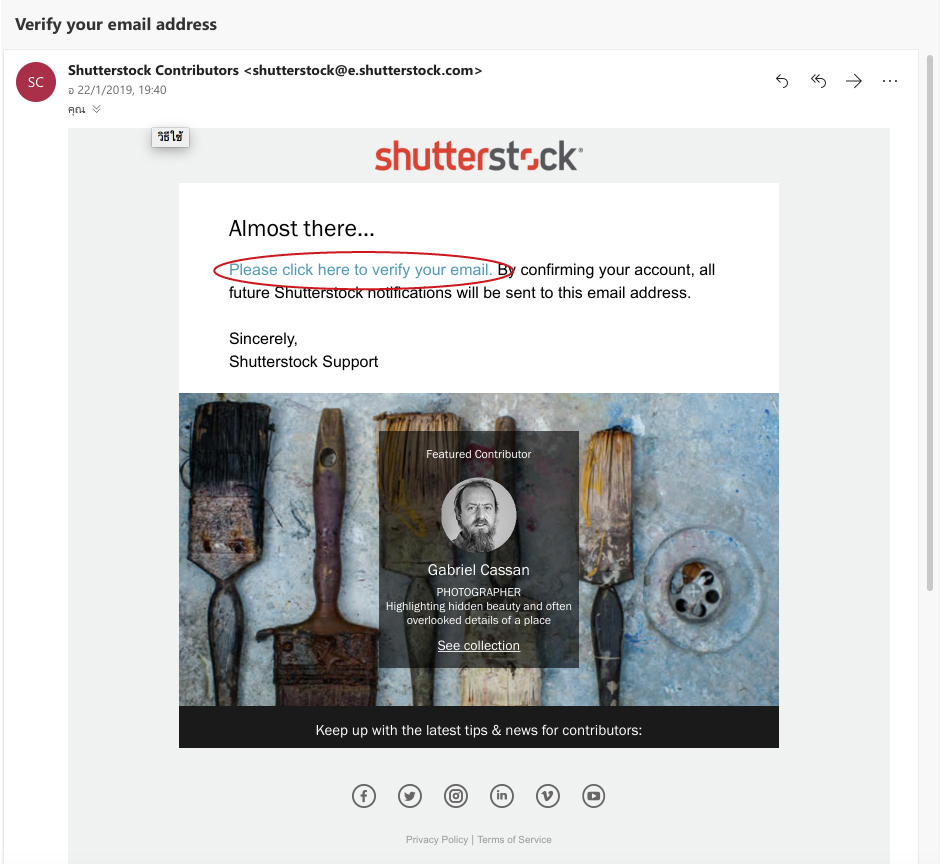 Verify your email address
SC
Shutterstock Contributors <shutterstock@e.shutterstock.com>
อ 22/1/2019, 19:40
คุณ
วิธีใช้
shutterstock®
Almost there...
Please click here to verify your email. By confirming your account, all
future Shutterstock notifications will be sent to this email address.
Sincerely,
Shutterstock Support
Featured Contributor
Gabriel Cassan
PHOTOGRAPHER
Highlighting hidden beauty and often
overlooked details of a place
See collection
Keep up with the latest tips & news for contributors:
Privacy Policy | Terms of Service